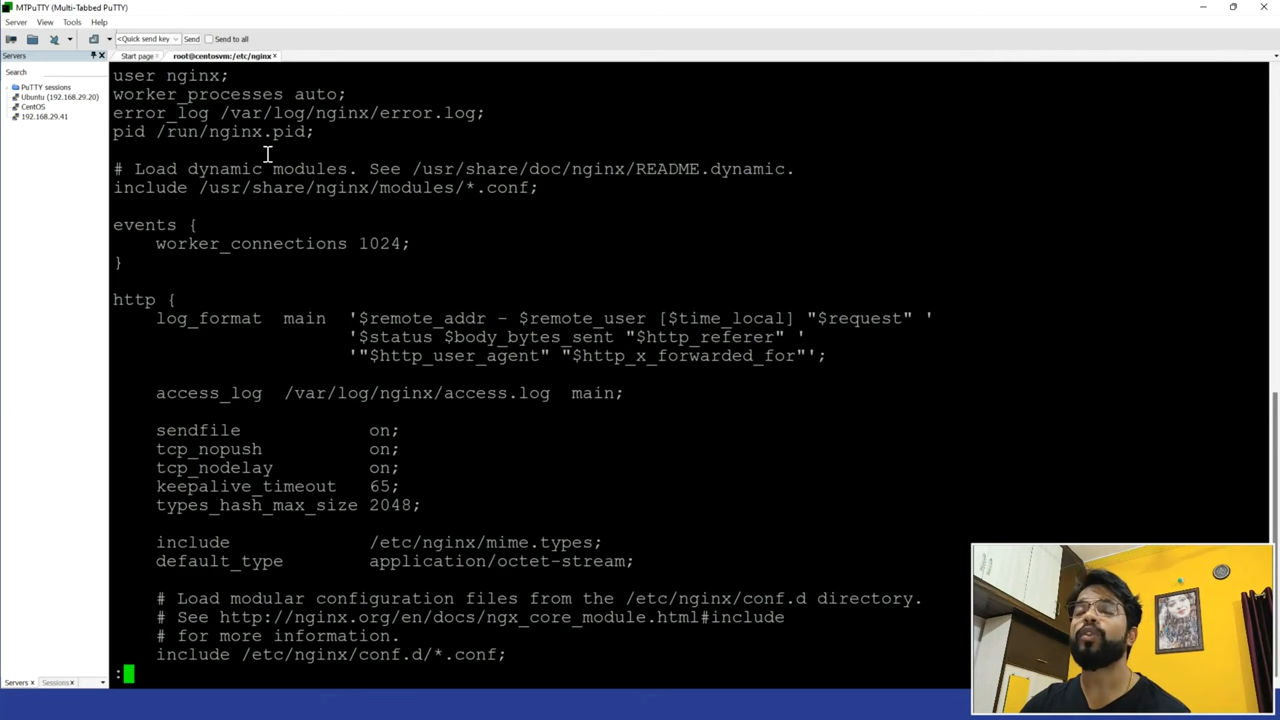 MTPuTTY (Multi-Tabbed PuTTY)
Server View Tools Help
<Quick send key> Send Send to all
Servers
Start page root@centosvm:/etc/nginx
Search
PuTTY sessions
Ubuntu (192.168.29.20)
CentOS
192.168.29.41
user nginx;
worker_processes auto;
error_log /var/log/nginx/error.log;
pid /run/nginx.pid;
# Load dynamic modules. See /usr/share/doc/nginx/README.dynamic.
include /usr/share/nginx/modules/*.conf;
events {
worker_connections 1024;
}
http {
log_format  main  '$remote_addr - $remote_user [$time_local] "$request" '
'$status $body_bytes_sent "$http_referer" '
'"$http_user_agent" "$http_x_forwarded_for"';
access_log  /var/log/nginx/access.log  main;
sendfile            on;
tcp_nopush          on;
tcp_nodelay         on;
keepalive_timeout   65;
types_hash_max_size 2048;
include             /etc/nginx/mime.types;
default_type        application/octet-stream;
# Load modular configuration files from the /etc/nginx/conf.d directory.
# See http://nginx.org/en/docs/ngx_core_module.html#include
# for more information.
include /etc/nginx/conf.d/*.conf;
:
Servers Sessions